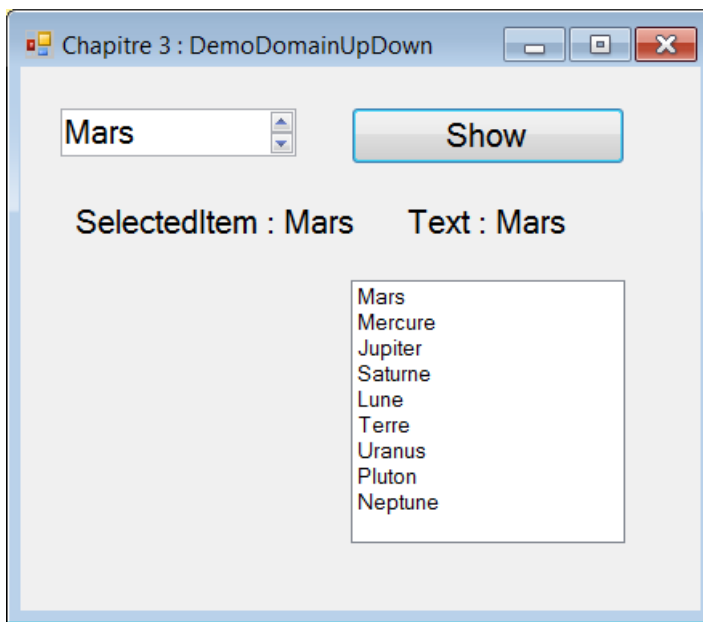 Chapitre 3 : DemoDomainUpDown
Mars
Show
SelectedItem : Mars
Text : Mars
Mars
Mercure
Jupiter
Saturne
Lune
Terre
Uranus
Pluton
Neptune